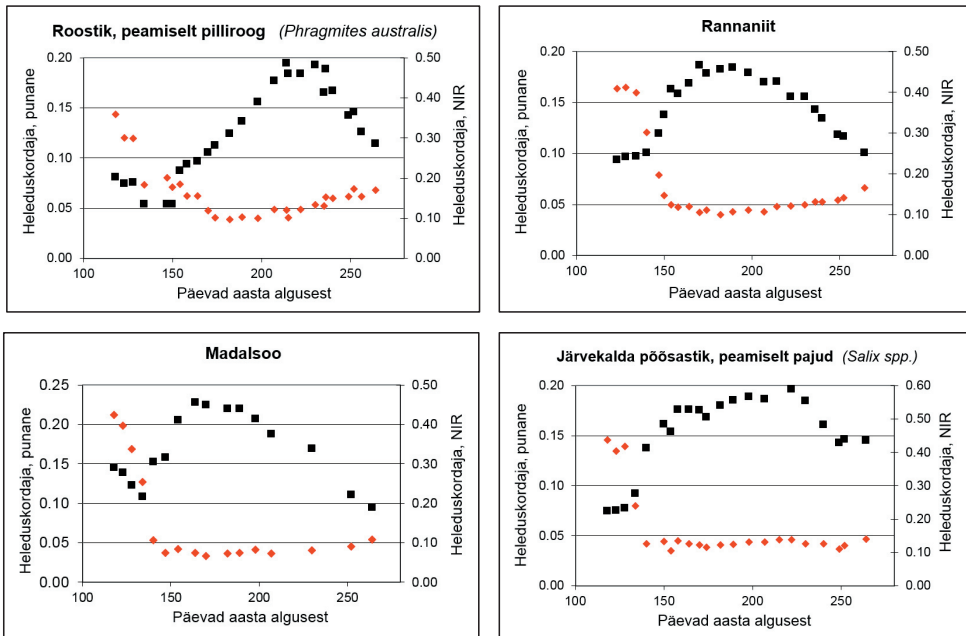 Roostik, peamiselt pilliroog (Phragmites australis)
0.20 0.50
0.15 0.40
0.10 0.30
0.05 0.20
0.00 0.10
0.00
100 150 200 250
Heleduskordaja, punane
Heleduskordaja, NIR
Päevad aasta algusest
Rannaniit
0.20 0.50
0.15 0.40
0.10 0.30
0.05 0.20
0.00 0.10
0.00
100 150 200 250
Heleduskordaja, punane
Heleduskordaja, NIR
Päevad aasta algusest
Madalsoo
0.25 0.50
0.20 0.40
0.15 0.30
0.10 0.20
0.05 0.10
0.00 0.00
100 150 200 250
Heleduskordaja, punane
Heleduskordaja, NIR
Päevad aasta algusest
Järvekalda põõsastik, peamiselt pajud (Salix spp.)
0.20 0.60
0.15 0.50
0.10 0.40
0.05 0.30
0.00 0.20
0.10
0.00
100 150 200 250
Heleduskordaja, punane
Heleduskordaja, NIR
Päevad aasta algusest